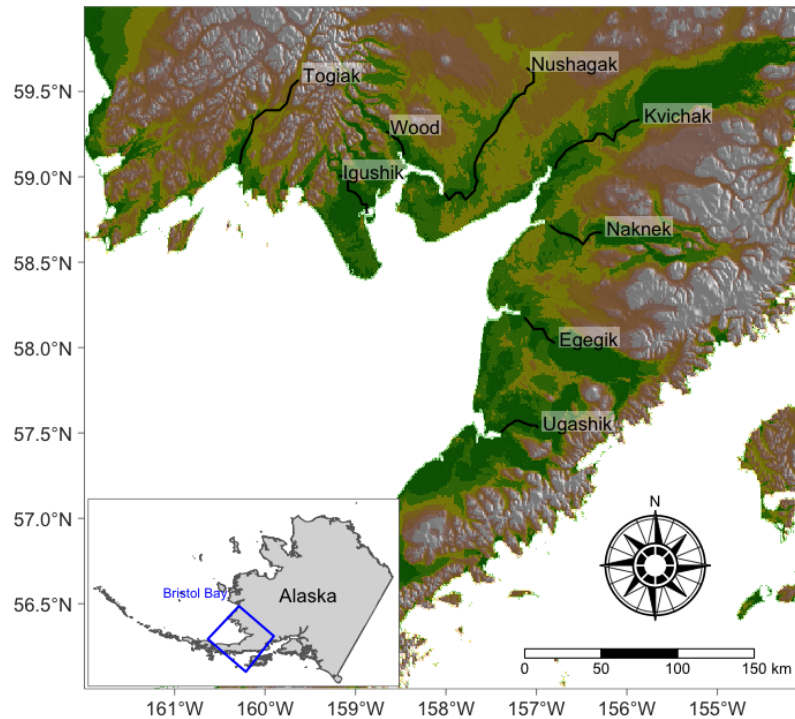 59.5°N
59.0°N
58.5°N
58.0°N
57.5°N
57.0°N
56.5°N
Togiak
Nushagak
Wood
Kvichak
Igushik
Naknek
Egegik
Ugashik
Bristol Bay
Alaska
N
0 50 100 150 km
161°W 160°W 159°W 158°W 157°W 156°W 155°W